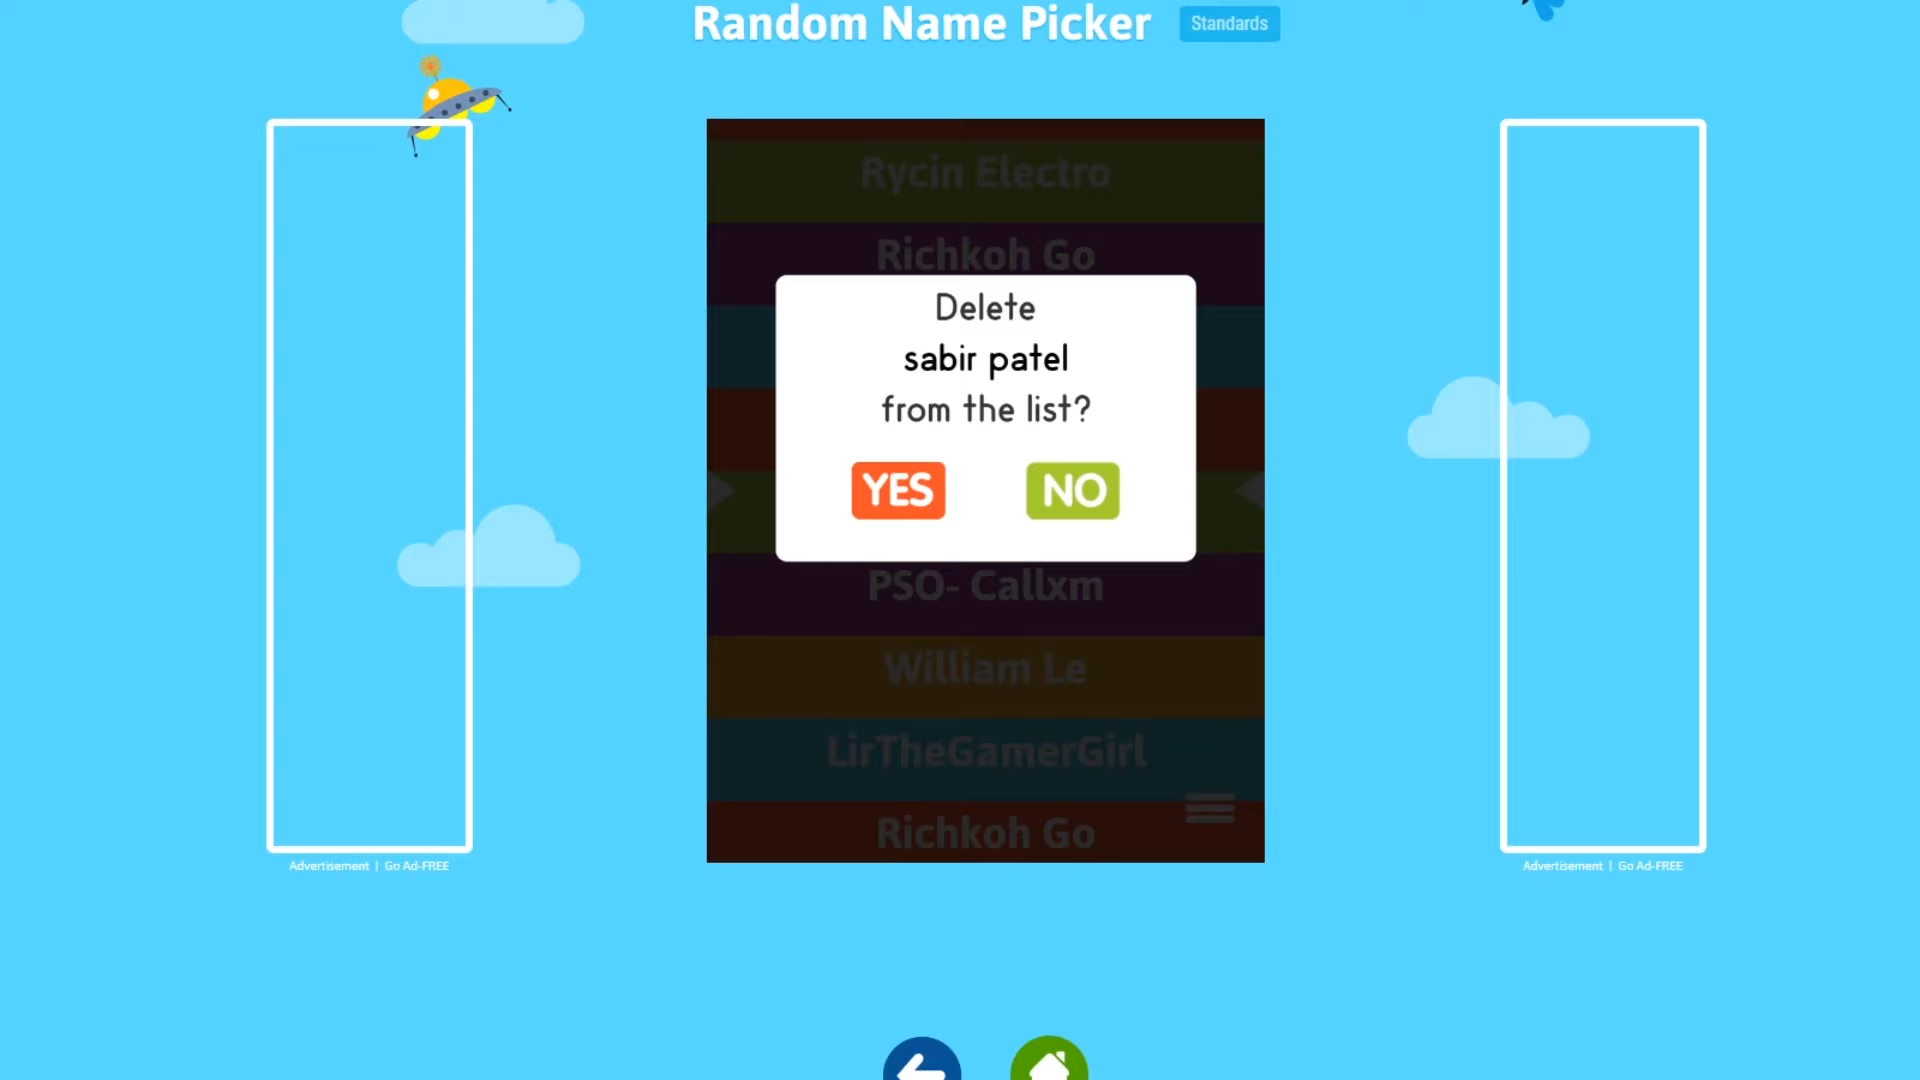 Random Name Picker
Standards
Rycin Electro
Richkoh Go
Delete
sabir patel
from the list?
YES
NO
PSO- Callxm
William Le
LirTheGamerGirl
Richkoh Go
Advertisement | Go Ad-FREE
Advertisement | Go Ad-FREE